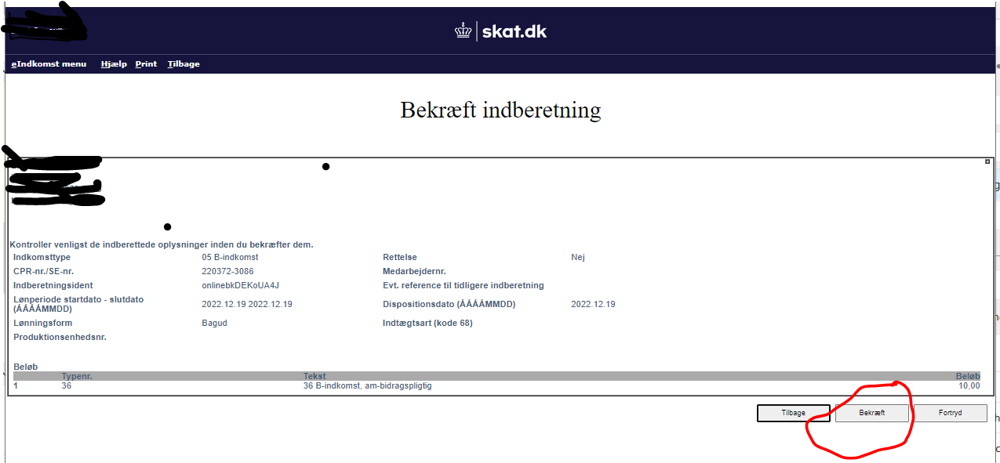 skat.dk
eIndkomst menu Hjælp Print Tilbage
Bekræft indberetning
Kontroller venligst de indberettede oplysninger inden du bekræfter dem.
Indkomsttype 05 B-indkomst Rettelse Nej
CPR-nr./SE-nr. 220372-3086 Medarbejdernr.
Indberetningsident onlinebkDEKoUA4J Evt. reference til tidligere indberetning
Lønperiode startdato - slutdato
(ÅÅÅÅMMDD) 2022.12.19 2022.12.19 Dispositionsdato (ÅÅÅÅMMDD) 2022.12.19
Lønningsform Bagud Indtægtsart (kode 68)
Produktionsenhedsnr.
Beløb
Typenr. Tekst Beløb
1 36 36 B-indkomst, am-bidragspligtig 10,00
Tilbage Bekræft Fortryd